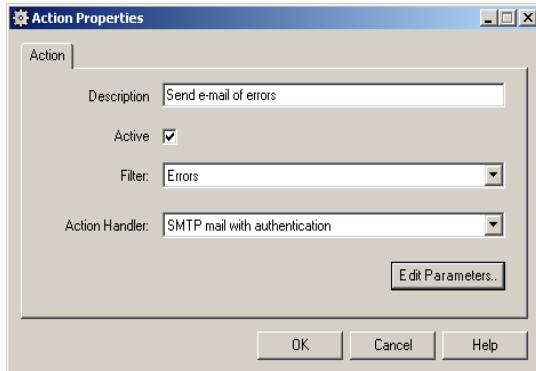 Action Properties
Action
Description Send e-mail of errors
Active
Filter: Errors
Action Handler: SMTP mail with authentication
Edit Parameters..
OK Cancel Help